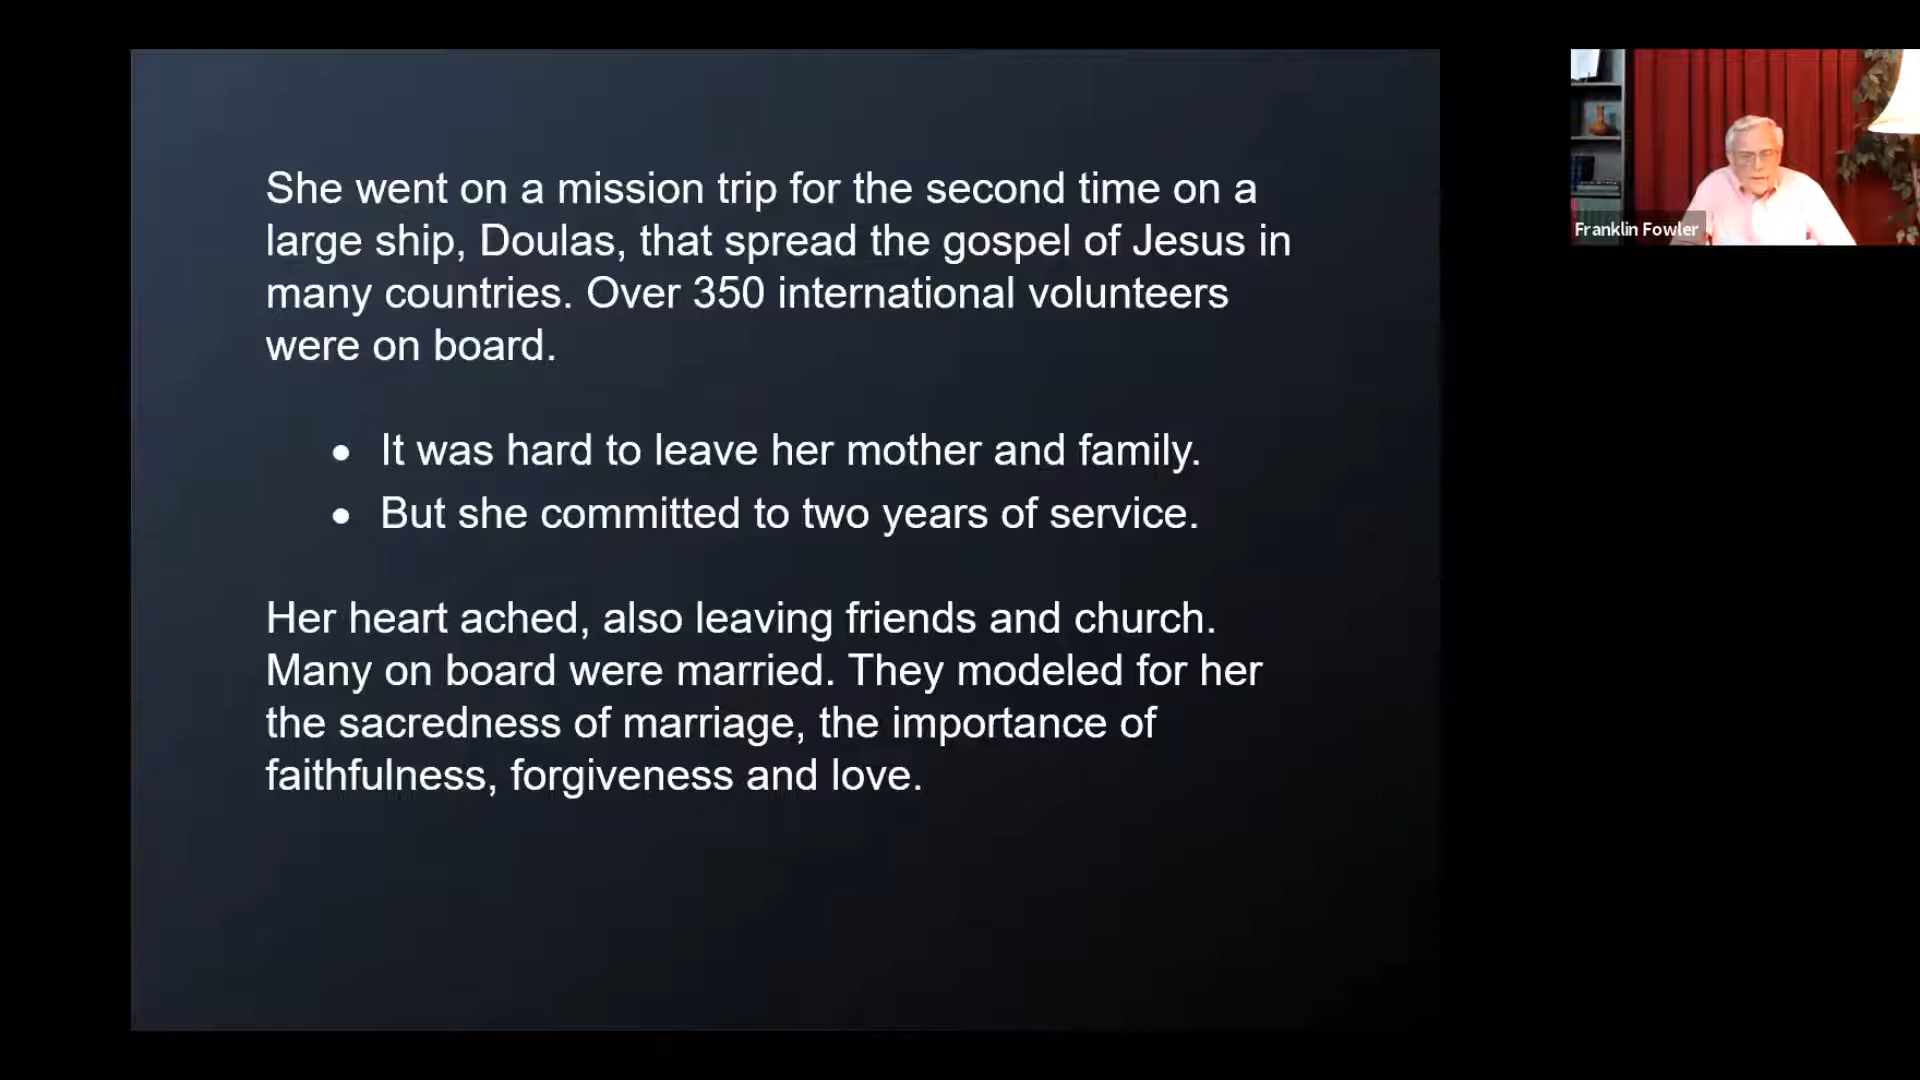 She went on a mission trip for the second time on a
large ship, Doulas, that spread the gospel of Jesus in
many countries. Over 350 international volunteers
were on board.
• It was hard to leave her mother and family.
• But she committed to two years of service.
Her heart ached, also leaving friends and church.
Many on board were married. They modeled for her
the sacredness of marriage, the importance of
faithfulness, forgiveness and love.
Franklin Fowler